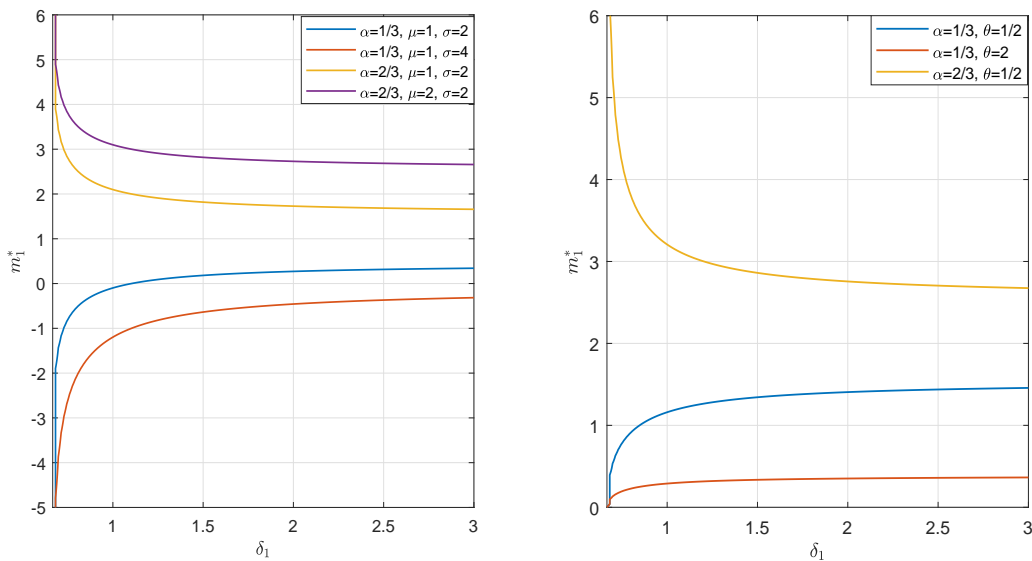 6
5
4
3
2
1
0
-1
-2
-3
-4
-5
1
1.5
2
2.5
3
m₁*
δ₁
α=1/3, μ=1, σ=2
α=1/3, μ=1, σ=4
α=2/3, μ=1, σ=2
α=2/3, μ=2, σ=2
6
5
4
3
2
1
0
1
1.5
2
2.5
3
m₁*
δ₁
α=1/3, θ=1/2
α=1/3, θ=2
α=2/3, θ=1/2